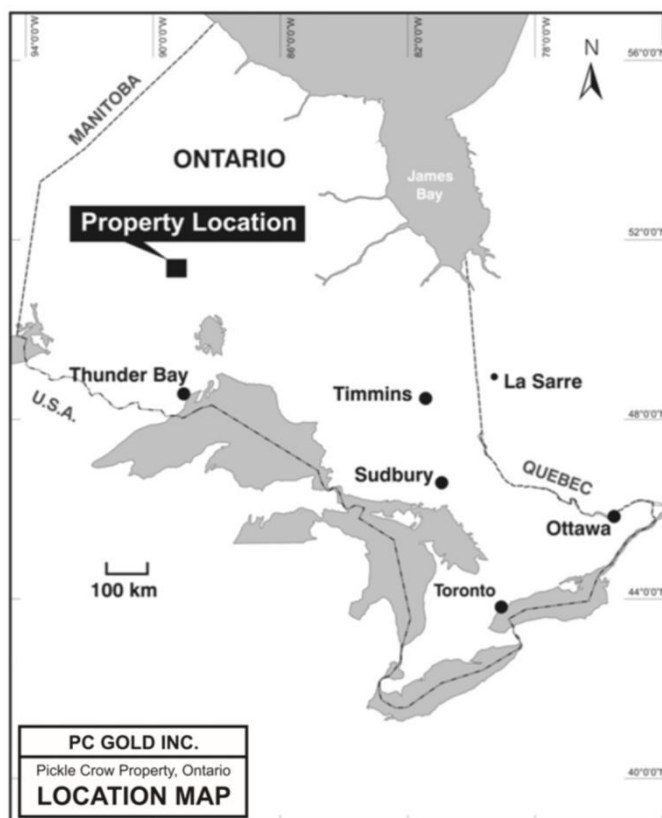 94°0'0"W
90°0'0"W
86°0'0"W
82°0'0"W
78°0'0"W
56°0'0"N
N
MANITOBA
ONTARIO
James
Bay
Property Location
52°0'0"N
Thunder Bay
La Sarre
Timmins
U.S.A.
48°0'0"N
Sudbury
QUEBEC
Ottawa
100 km
Toronto
44°0'0"N
PC GOLD INC.
Pickle Crow Property, Ontario
LOCATION MAP
40°0'0"N